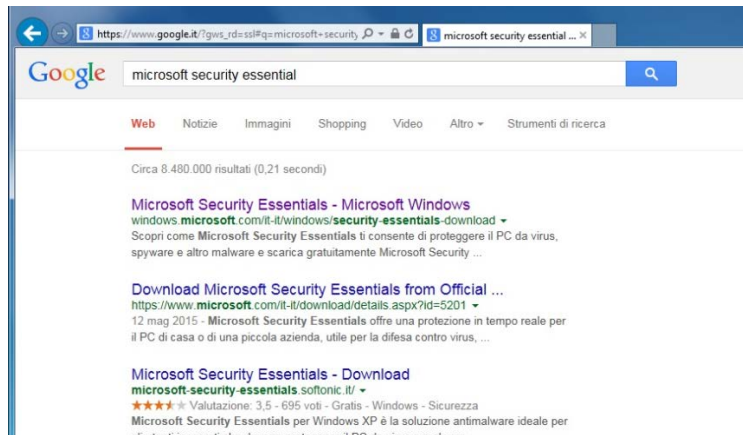 https://www.google.it/?gws_rd=ssl#q=microsoft+security
microsoft security essential ...
Google
microsoft security essential
Web Notizie Immagini Shopping Video Altro Strumenti di ricerca
Circa 8.480.000 risultati (0,21 secondi)
Microsoft Security Essentials - Microsoft Windows
windows.microsoft.com/it-it/windows/security-essentials-download
Scopri come Microsoft Security Essentials ti consente di proteggere il PC da virus,
spyware e altro malware e scarica gratuitamente Microsoft Security ...
Download Microsoft Security Essentials from Official ...
https://www.microsoft.com/it-it/download/details.aspx?id=5201
12 mag 2015 - Microsoft Security Essentials offre una protezione in tempo reale per
il PC di casa o di una piccola azienda, utile per la difesa contro virus, ...
Microsoft Security Essentials - Download
microsoft-security-essentials.softonic.it/
Valutazione: 3,5 - 695 voti - Gratis - Windows - Sicurezza
Microsoft Security Essentials per Windows XP è la soluzione antimalware ideale per